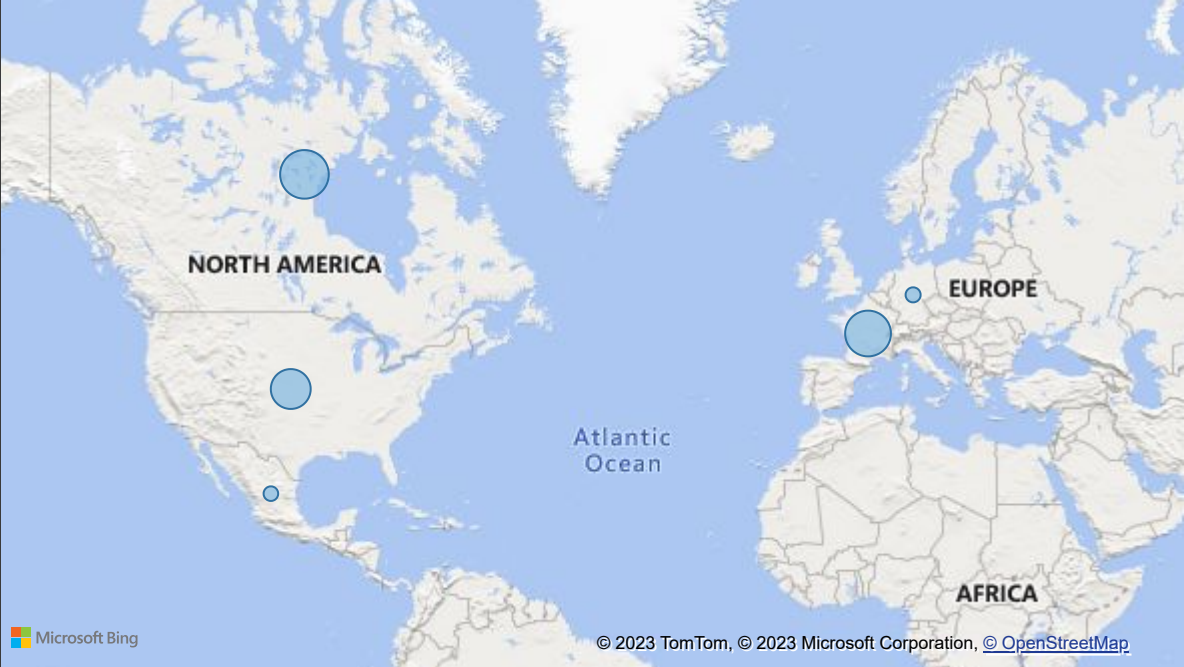 NORTH AMERICA
EUROPE
Atlantic
Ocean
AFRICA
Microsoft Bing
© 2023 TomTom, © 2023 Microsoft Corporation, © OpenStreetMap